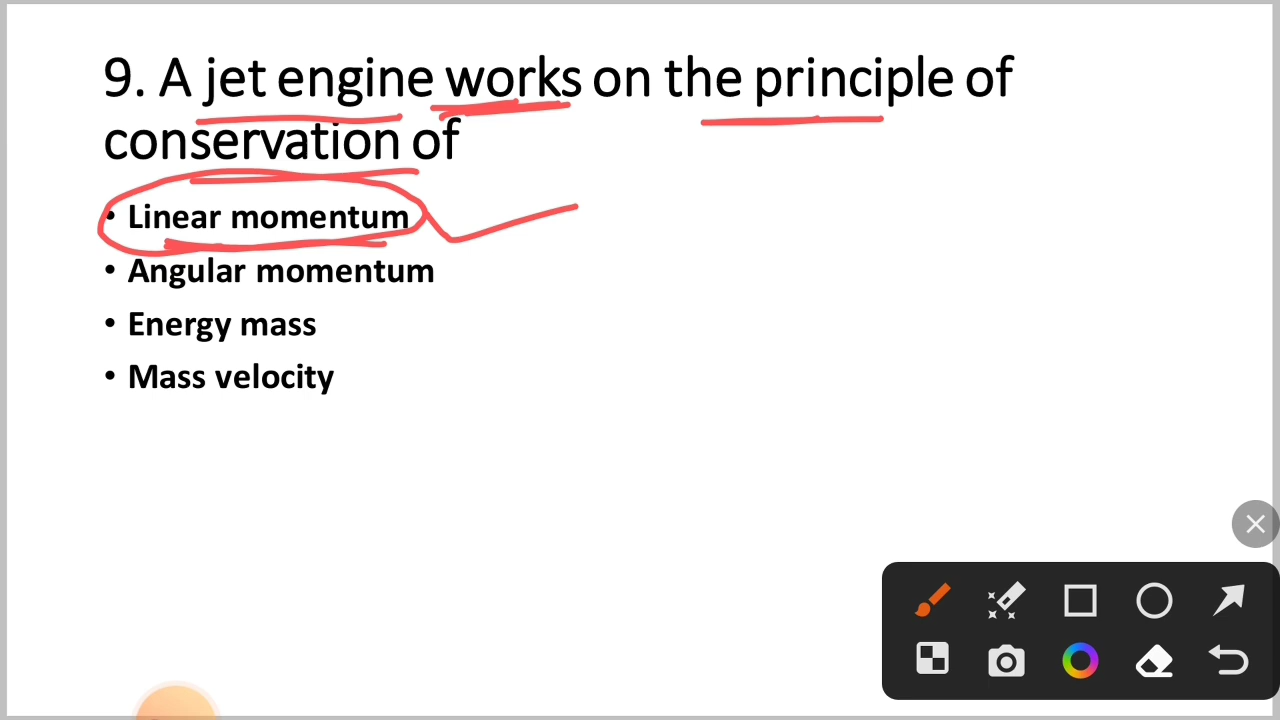 9. A jet engine works on the principle of
conservation of
• Linear momentum
• Angular momentum
• Energy mass
• Mass velocity